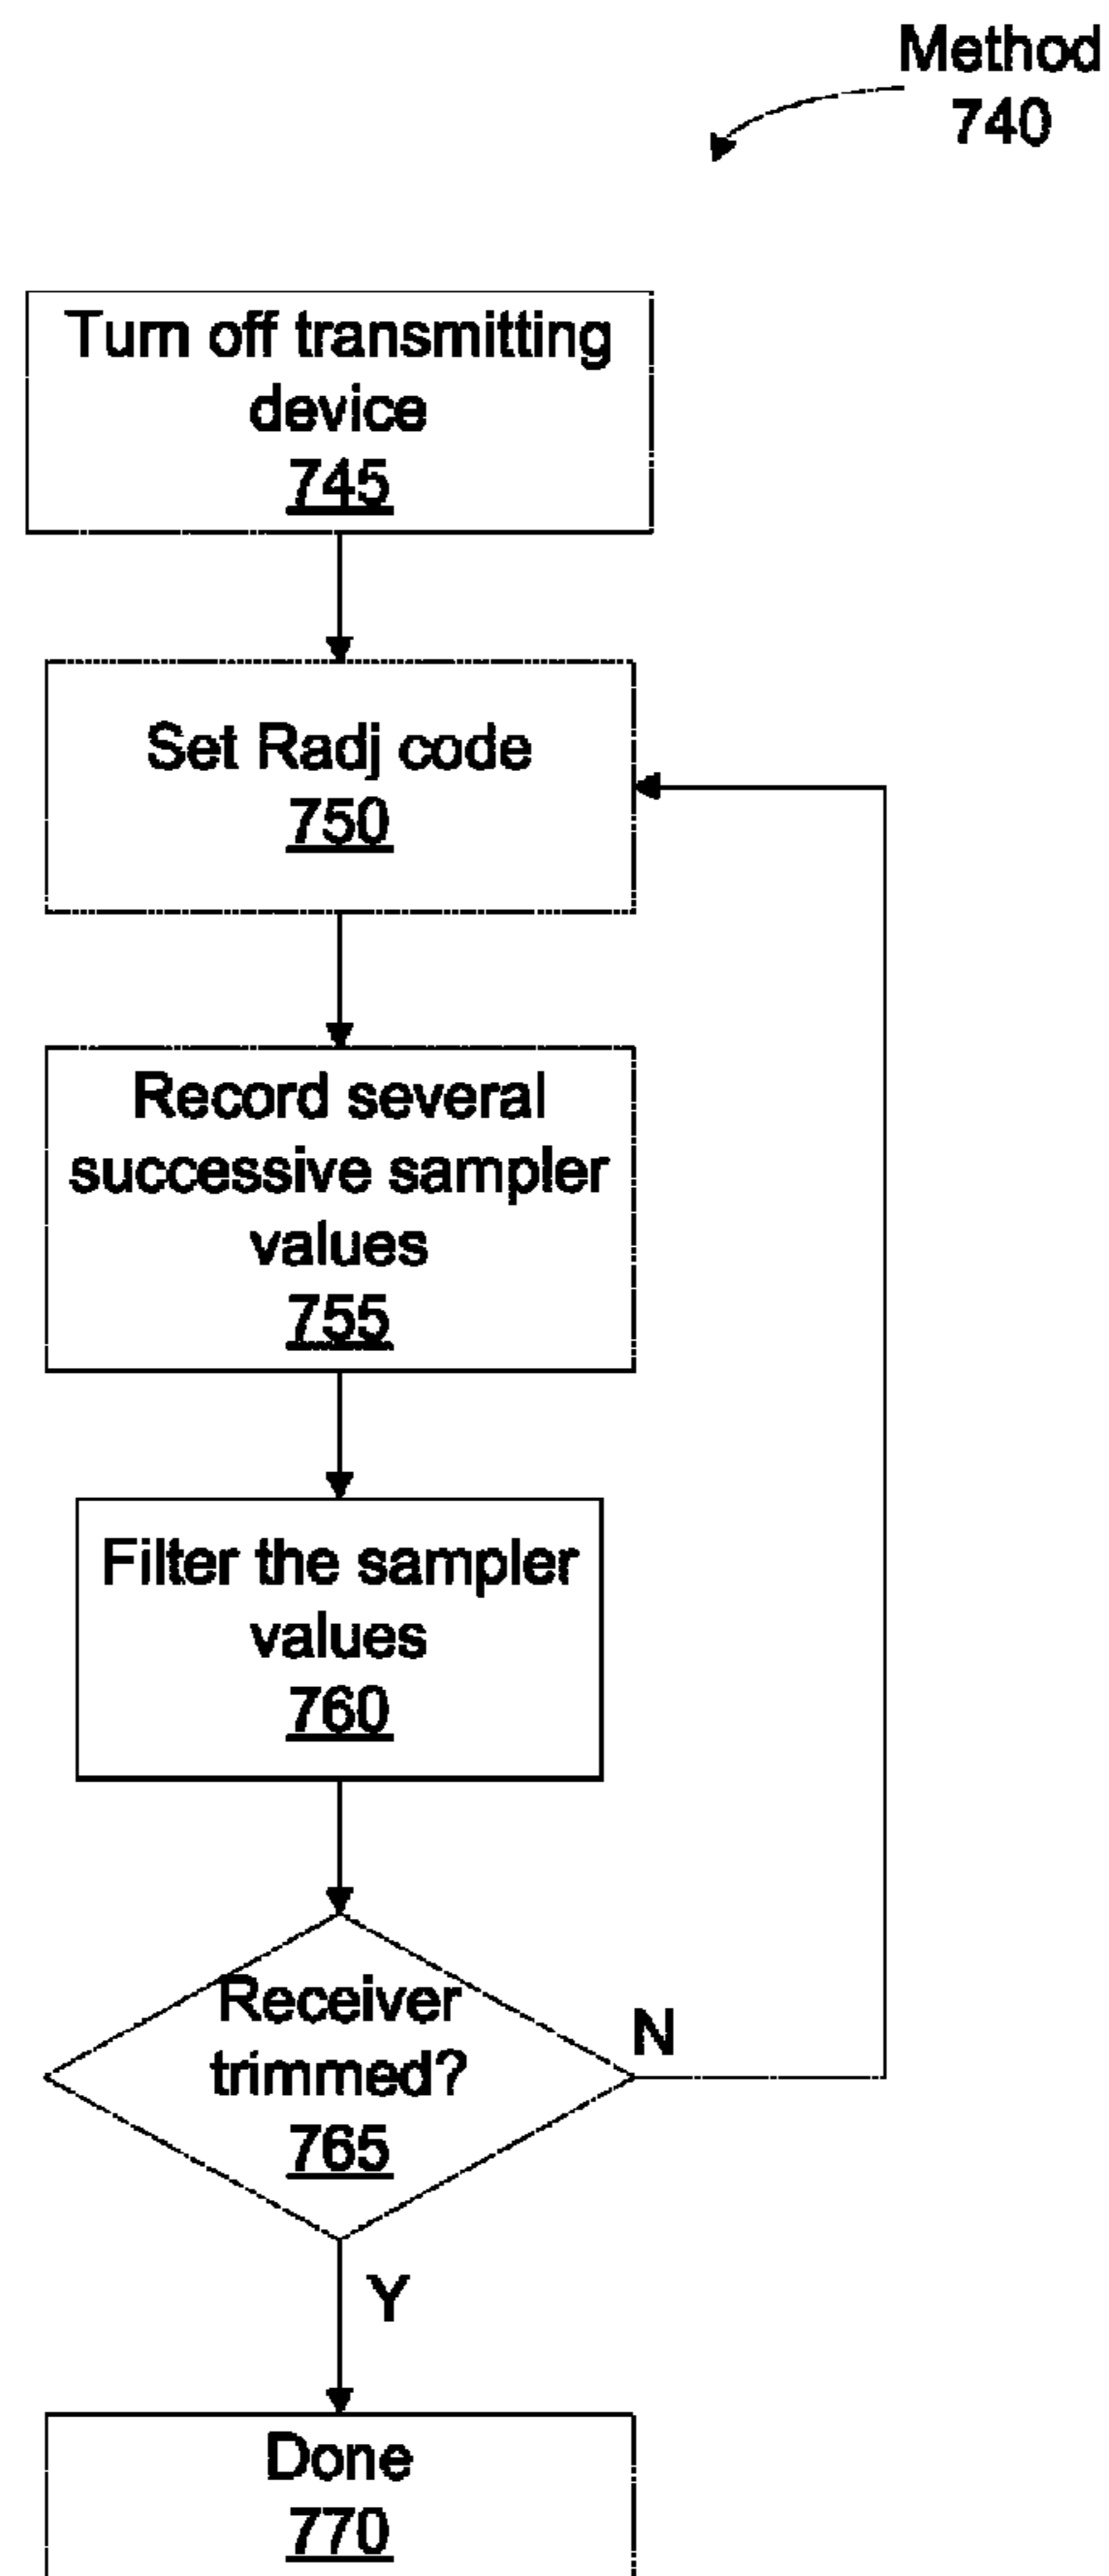 Method
740
Turn off transmitting
device
745
Set Radj code
750
Record several
successive sampler
values
755
Filter the sampler
values
760
Receiver
trimmed?
765
N
Y
Done
770